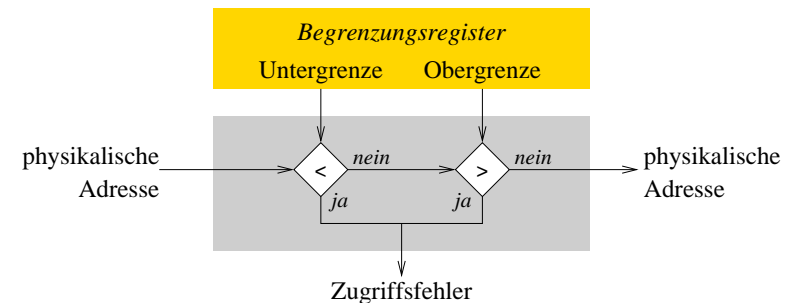 Begrenzungsregister
Untergrenze Obergrenze
physikalische < nein > nein physikalische
Adresse ja ja Adresse
Zugriffsfehler